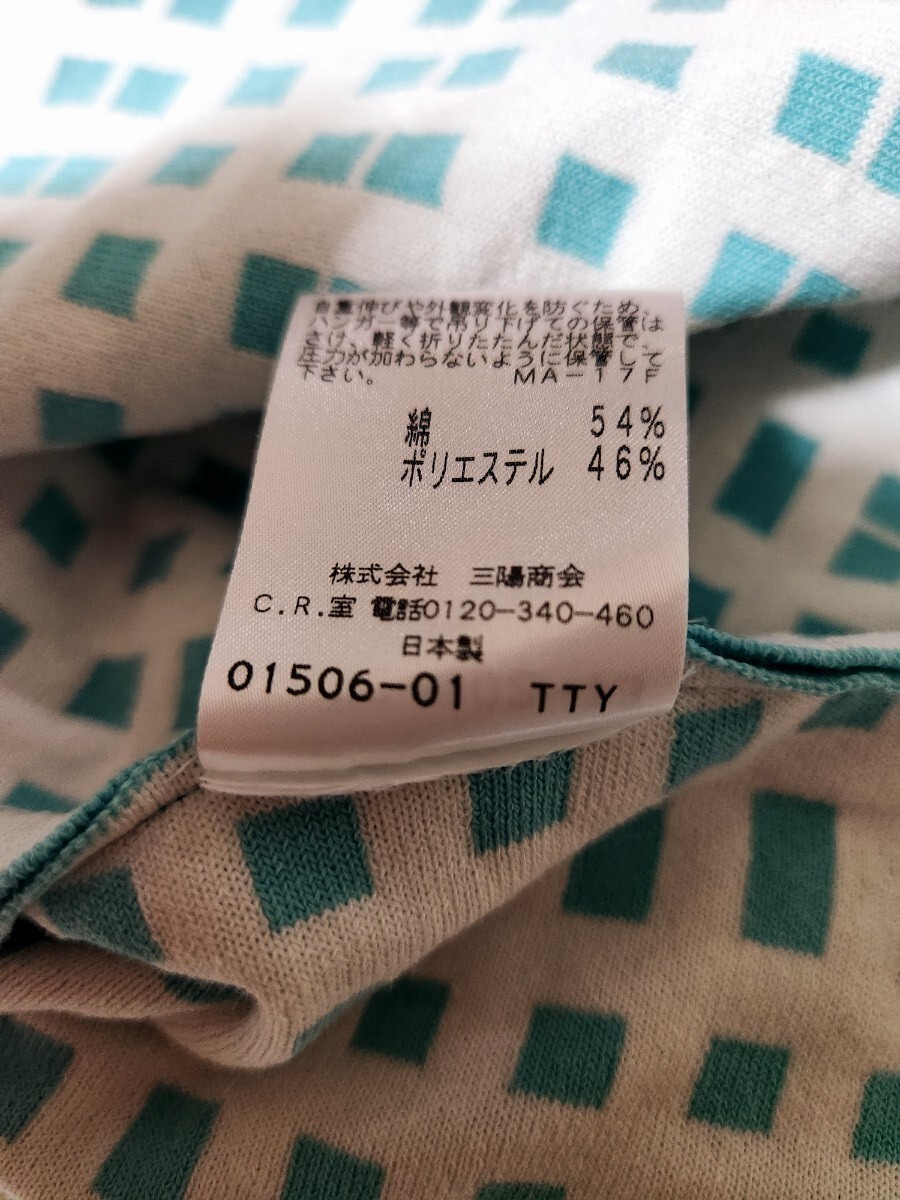 自重伸びや外観変化を防ぐため、
ハンガー等で吊り下げての保管は
さけ、軽く折りたたんだ状態で、
圧力が加わらないように保管して
下さい。 MA-17F
綿 54%
ポリエステル 46%
株式会社 三陽商会
C.R.室 電話0120-340-460
日本製
01506-01 TTY